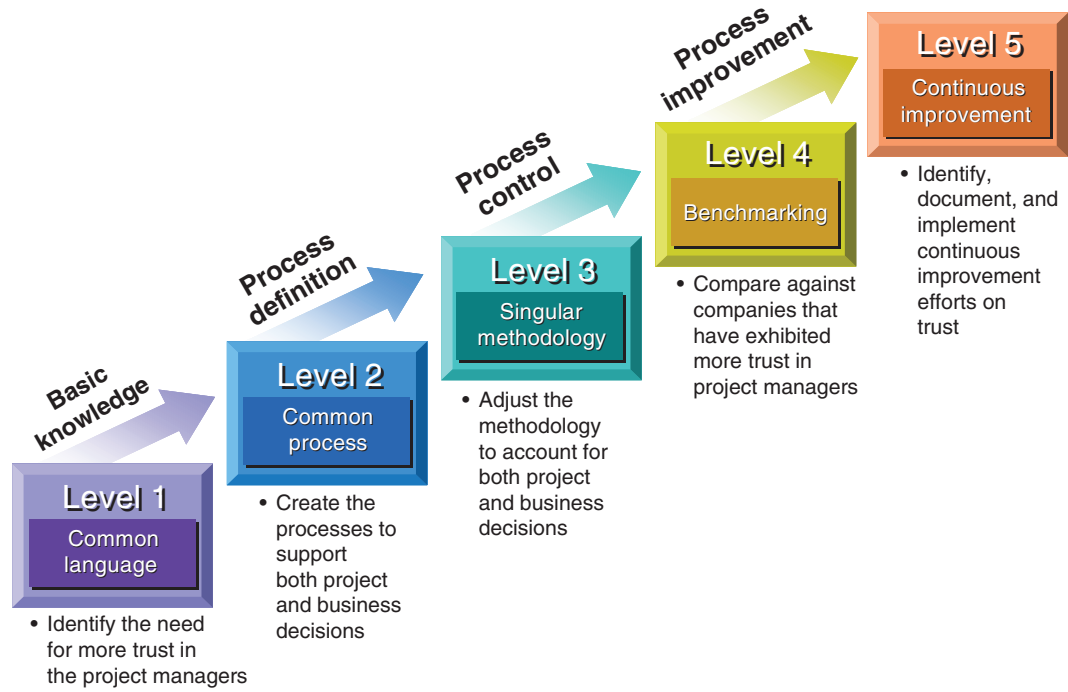 Basic
knowledge
Level 1
Common
language
• Identify the need
for more trust in
the project managers
Process
definition
Level 2
Common
process
• Create the
processes to
support
both project
and business
decisions
Process
control
Level 3
Singular
methodology
• Adjust the
methodology
to account for
both project
and business
decisions
Process
improvement
Level 4
Benchmarking
• Compare against
companies that
have exhibited
more trust in
project managers
Level 5
Continuous
improvement
• Identify,
document, and
implement
continuous
improvement
efforts on
trust